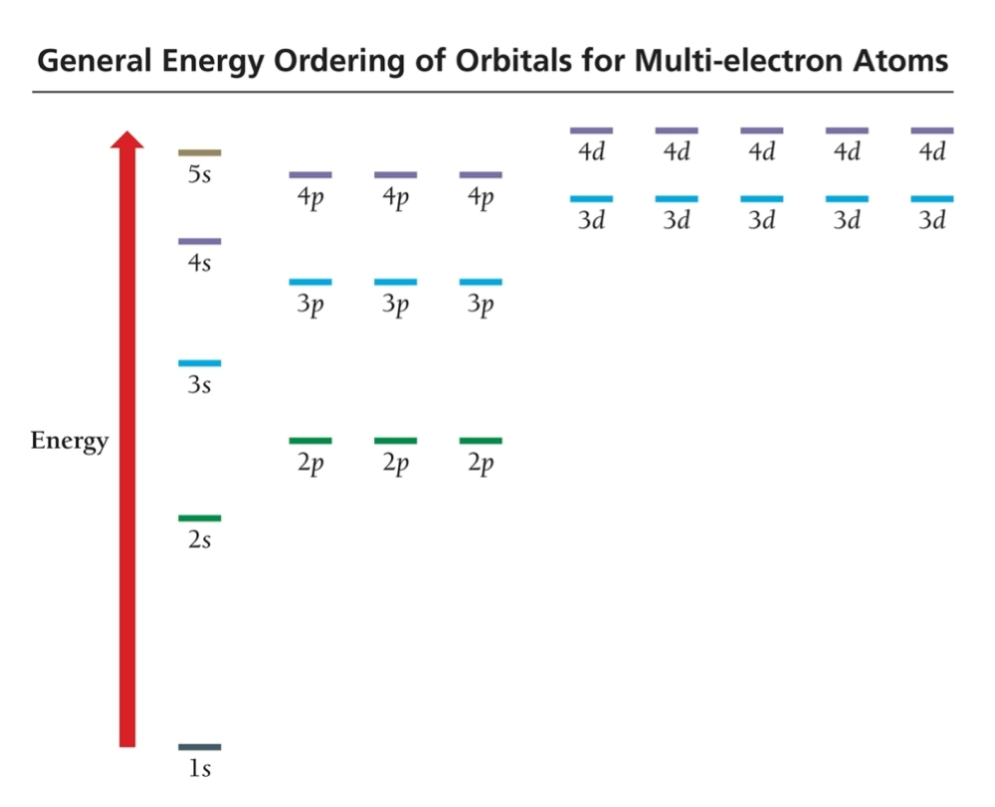 General Energy Ordering of Orbitals for Multi-electron Atoms
4d 4d 4d 4d 4d
5s
4p 4p 4p
3d 3d 3d 3d 3d
4s
3p 3p 3p
3s
Energy
2p 2p 2p
2s
1s